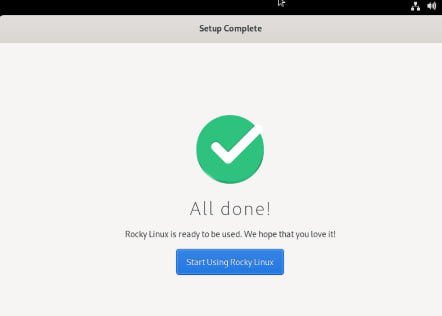 Setup Complete
All done!
Rocky Linux is ready to be used. We hope that you love it!
Start Using Rocky Linux